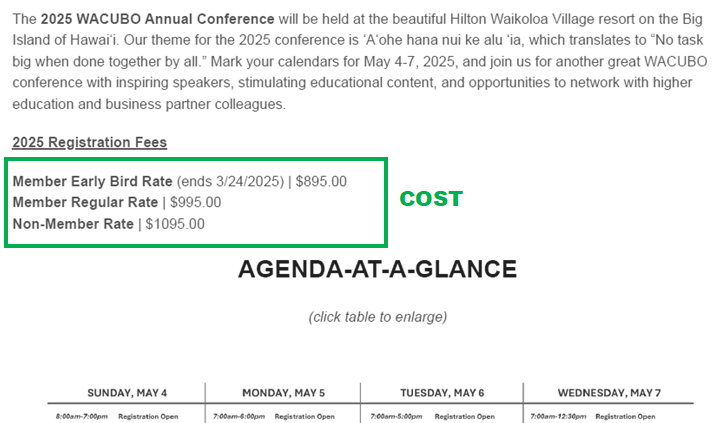 The 2025 WACUBO Annual Conference will be held at the beautiful Hilton Waikoloa Village resort on the Big
Island of Hawai‘i. Our theme for the 2025 conference is ‘A‘ohe hana nui ke alu ‘ia, which translates to “No task
big when done together by all.” Mark your calendars for May 4-7, 2025, and join us for another great WACUBO
conference with inspiring speakers, stimulating educational content, and opportunities to network with higher
education and business partner colleagues.
2025 Registration Fees
Member Early Bird Rate (ends 3/24/2025) | $895.00
Member Regular Rate | $995.00
Non-Member Rate | $1095.00
COST
AGENDA-AT-A-GLANCE
(click table to enlarge)
SUNDAY, MAY 4 MONDAY, MAY 5 TUESDAY, MAY 6 WEDNESDAY, MAY 7
8:00am-7:00pm Registration Open 7:00am-6:00pm Registration Open 7:00am-5:00pm Registration Open 7:00am-12:30pm Registration Open